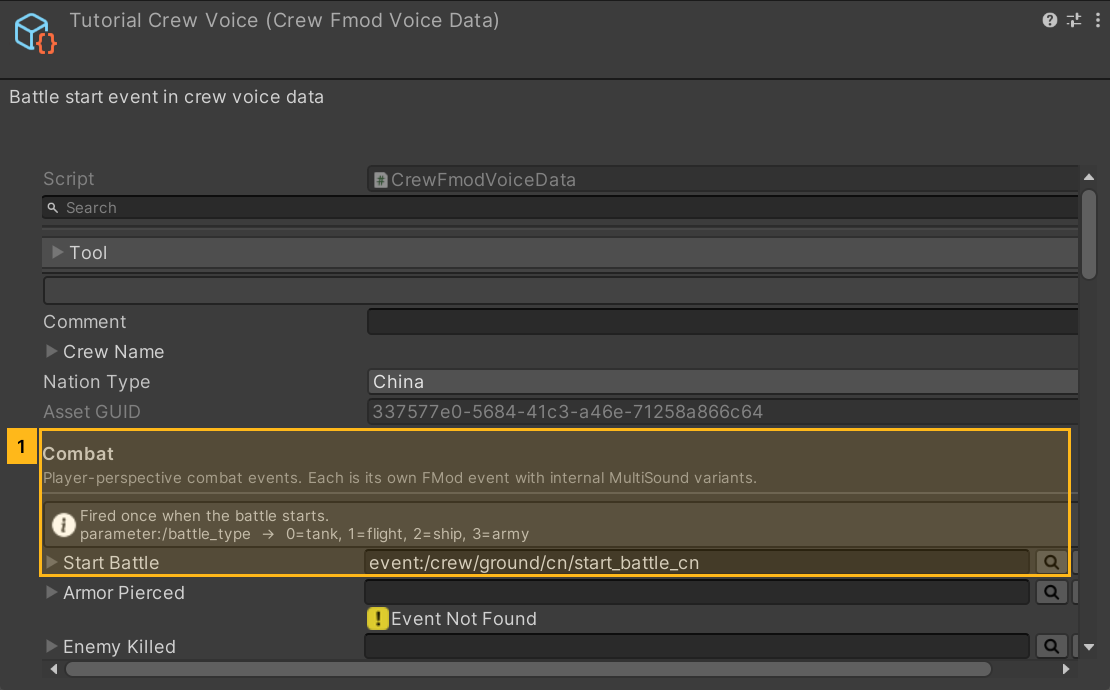 Tutorial Crew Voice (Crew Fmod Voice Data)
Battle start event in crew voice data
Script
CrewFmodVoiceData
Search
Tool
Comment
Crew Name
Nation Type
China
Asset GUID
337577e0-5684-41c3-a46e-71258a866c64
1
Combat
Player-perspective combat events. Each is its own FMod event with internal MultiSound variants.
Fired once when the battle starts.
parameter:/battle_type → 0=tank, 1=flight, 2=ship, 3=army
Start Battle
event:/crew/ground/cn/start_battle_cn
Armor Pierced
Event Not Found
Enemy Killed